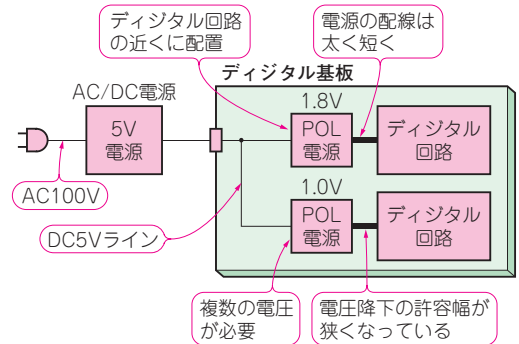 ディジタル回路
の近くに配置
電源の配線は
太く短く
ディジタル基板
AC/DC電源
5V
電源
1.8V
POL
電源
ディジタル
回路
AC100V
DC5Vライン
1.0V
POL
電源
ディジタル
回路
複数の電圧
が必要
電圧降下の許容幅が
狭くなっている